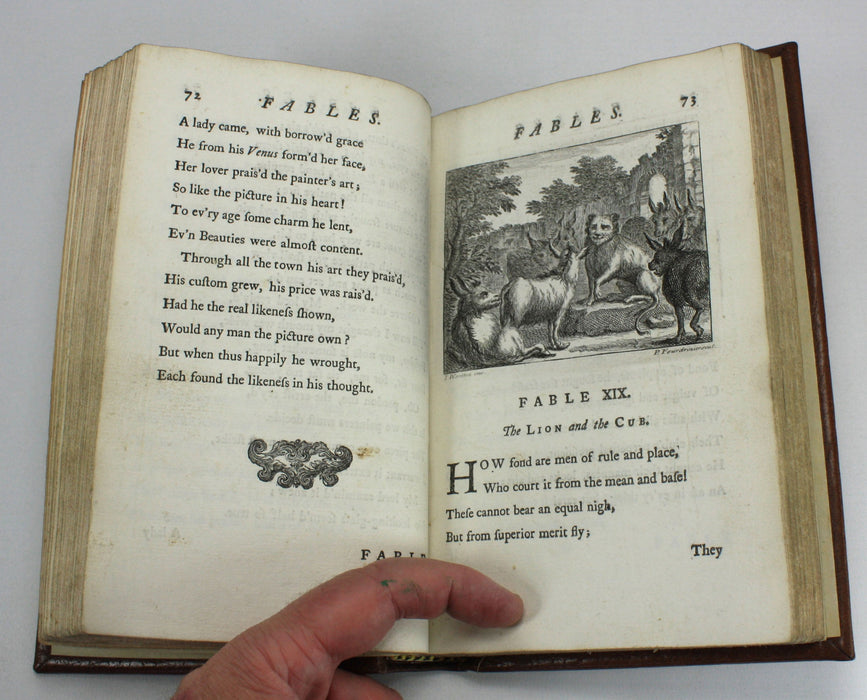 72 FABLES.
A lady came, with borrow'd grace
He from his Venus form'd her face,
Her lover prais'd the painter's art;
So like the picture in his heart!
To ev'ry age ſome charm he lent,
Ev'n Beauties were almoſt content.
Through all the town his art they prais'd,
His cuſtom grew, his price was rais'd.
Had he the real likeneſs ſhown,
Would any man the picture own?
But when thus happily he wrought,
Each found the likeneſs in his thought.
FABLE
FABLES. 73
P. Fourdrinier sculp.
FABLE XIX.
The LION and the CUB.
HOW fond are men of rule and place,
Who court it from the mean and baſe!
Theſe cannot bear an equal nigh,
But from ſuperior merit fly;
They